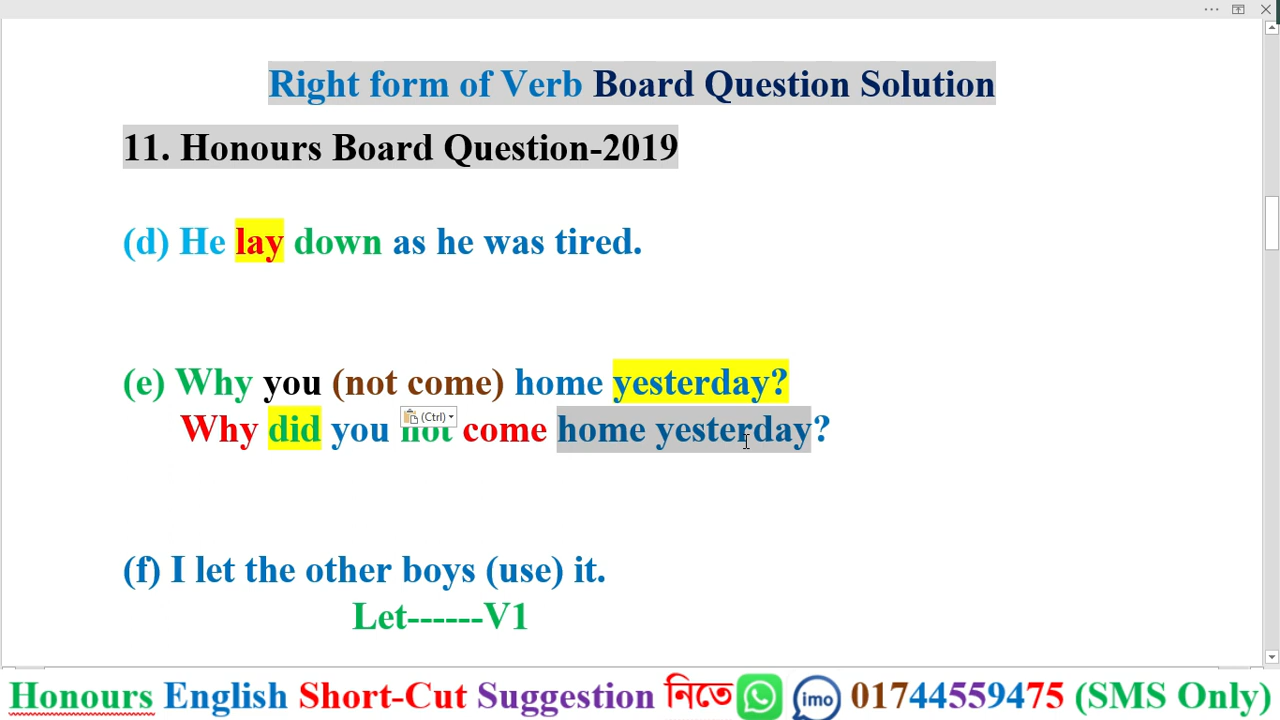 Right form of Verb Board Question Solution
11. Honours Board Question-2019
(d) He lay down as he was tired.
(e) Why you (not come) home yesterday?
(Ctrl)
Why did you not come home yesterday?
(f) I let the other boys (use) it.
Let------V1
Honours English Short-Cut Suggestion নিতে imo 01744559475 (SMS Only)